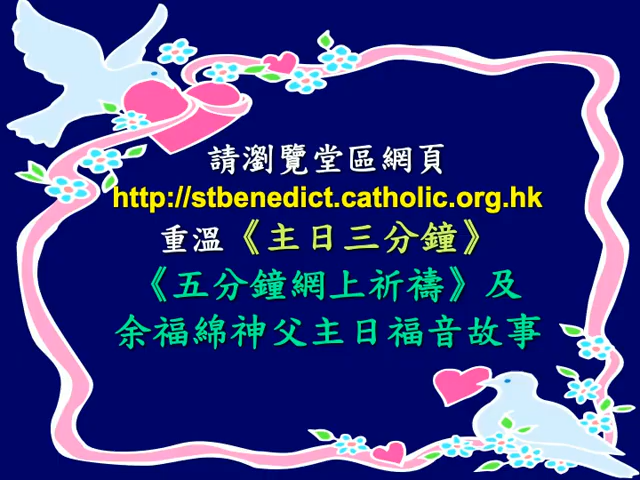 請瀏覽堂區網頁
http://stbenedict.catholic.org.hk
重溫《主日三分鐘》
《五分鐘網上祈禱》及
余福綿神父主日福音故事